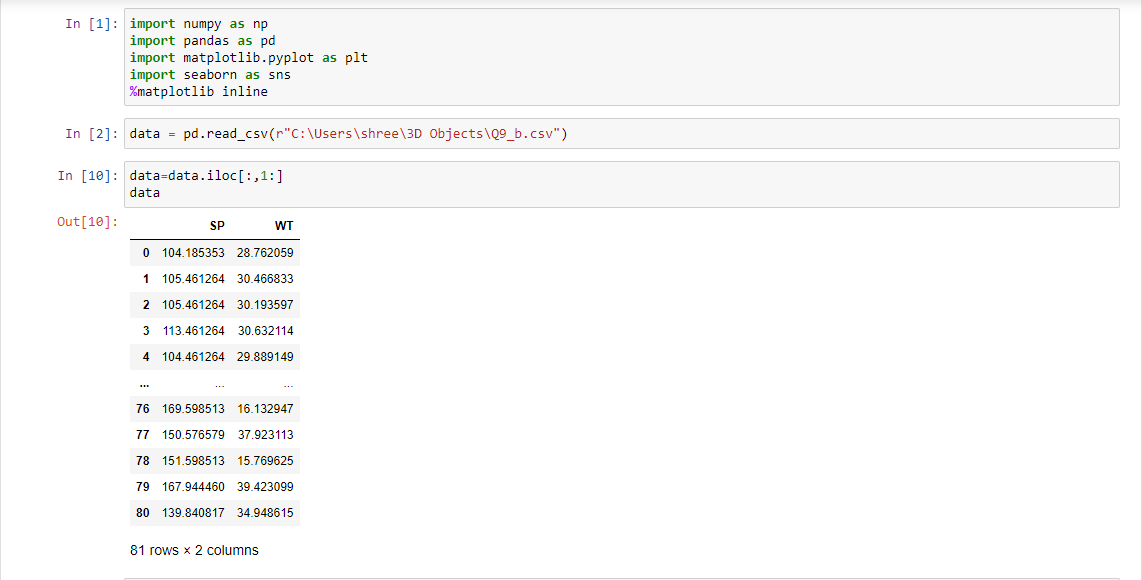 In [1]: import numpy as np
import pandas as pd
import matplotlib.pyplot as plt
import seaborn as sns
%matplotlib inline
In [2]: data = pd.read_csv(r"C:\Users\shree\3D Objects\Q9_b.csv")
In [10]: data=data.iloc[:,1:]
data
Out[10]:
SP WT
0 104.185353 28.762059
1 105.461264 30.466833
2 105.461264 30.193597
3 113.461264 30.632114
4 104.461264 29.889149
... ... ...
76 169.598513 16.132947
77 150.576579 37.923113
78 151.598513 15.769625
79 167.944460 39.423099
80 139.840817 34.948615
81 rows × 2 columns